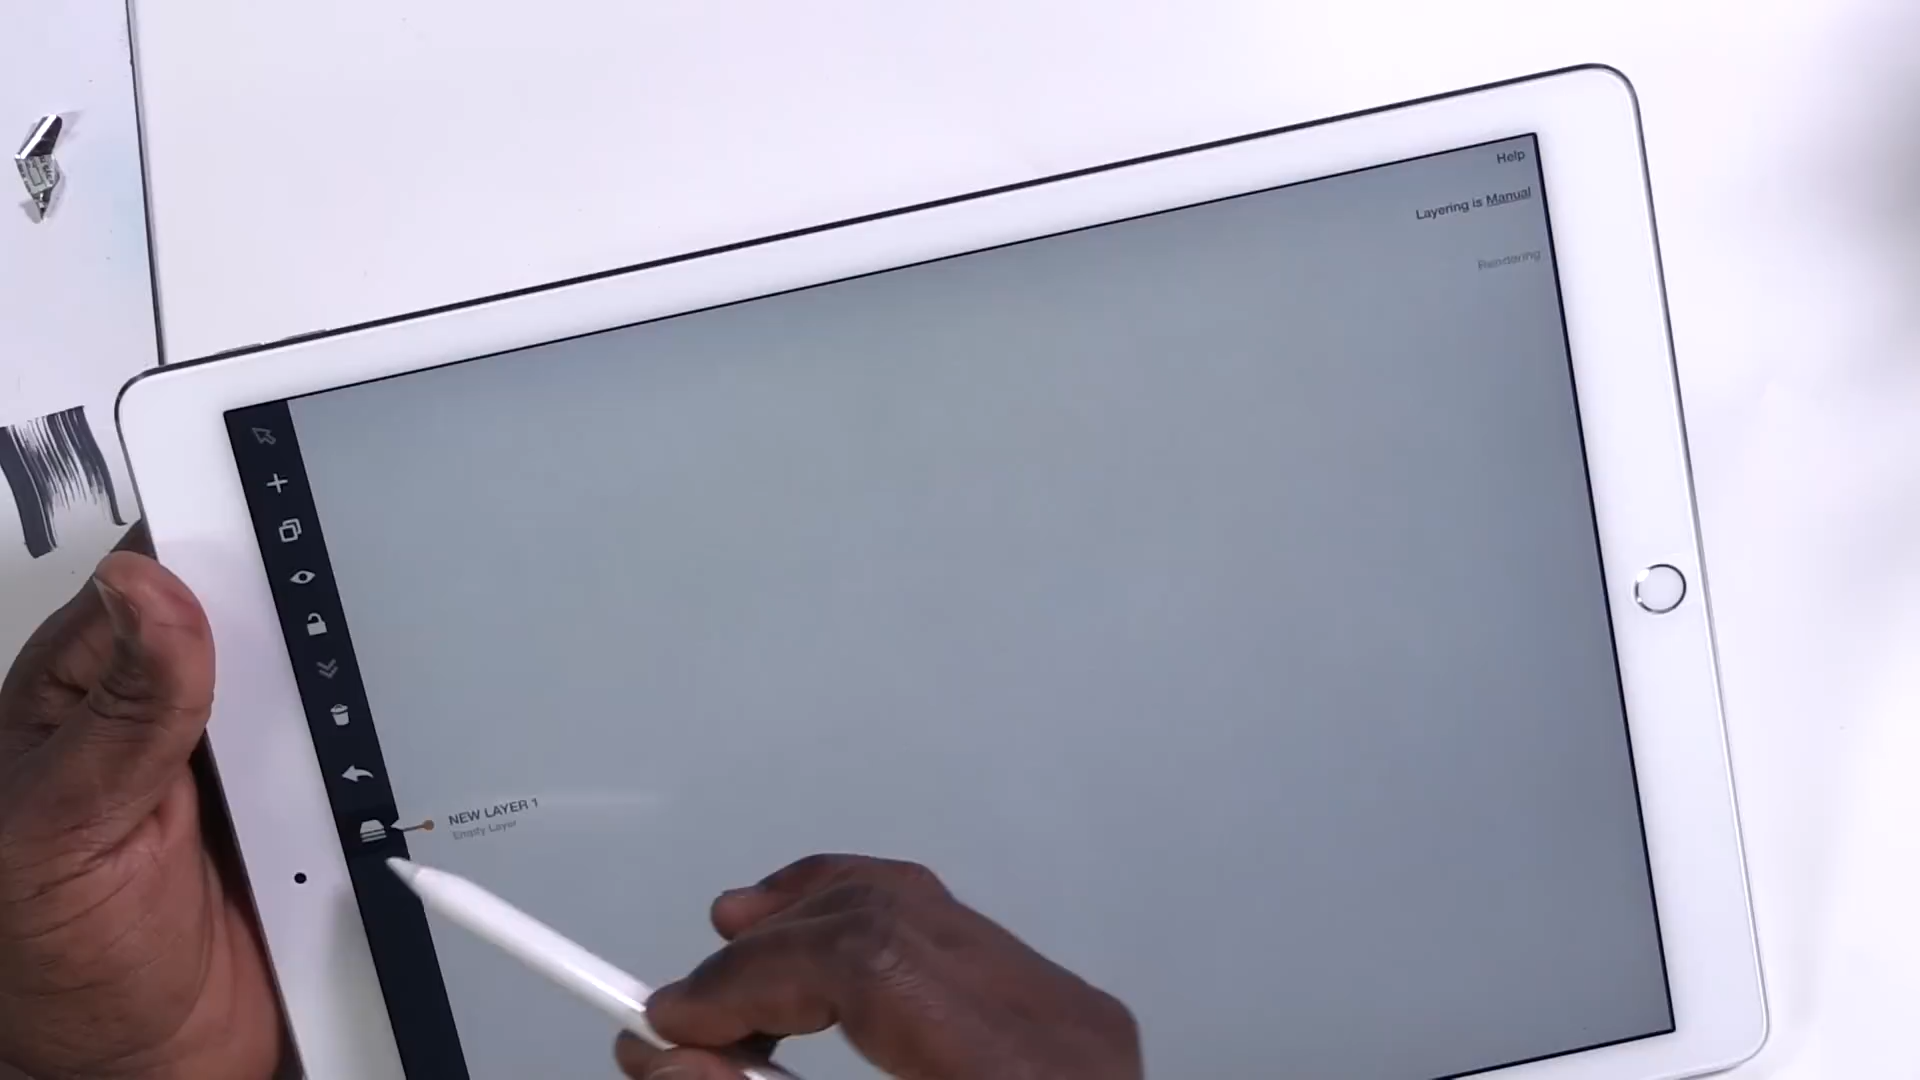 Help
Layering is Manual
Rendering
NEW LAYER 1
Empty Layer